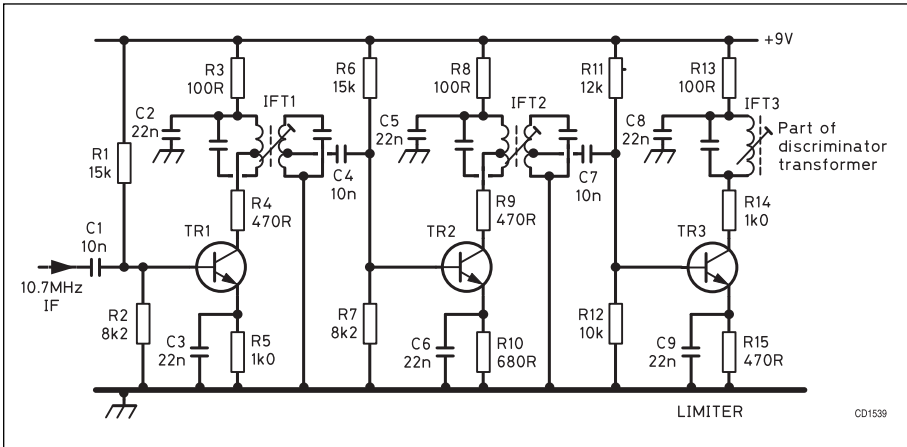 +9V
R3
100R
R6
15k
R8
100R
R11
12k
R13
100R
IFT1
IFT2
IFT3
C2
22n
C5
22n
C8
22n
Part of
discriminator
transformer
R1
15k
C4
10n
C7
10n
R4
470R
R9
470R
R14
1k0
C1
10n
TR1
TR2
TR3
10.7MHz
IF
R2
8k2
C3
22n
R5
1k0
R7
8k2
C6
22n
R10
680R
R12
10k
C9
22n
R15
470R
LIMITER
CD1539